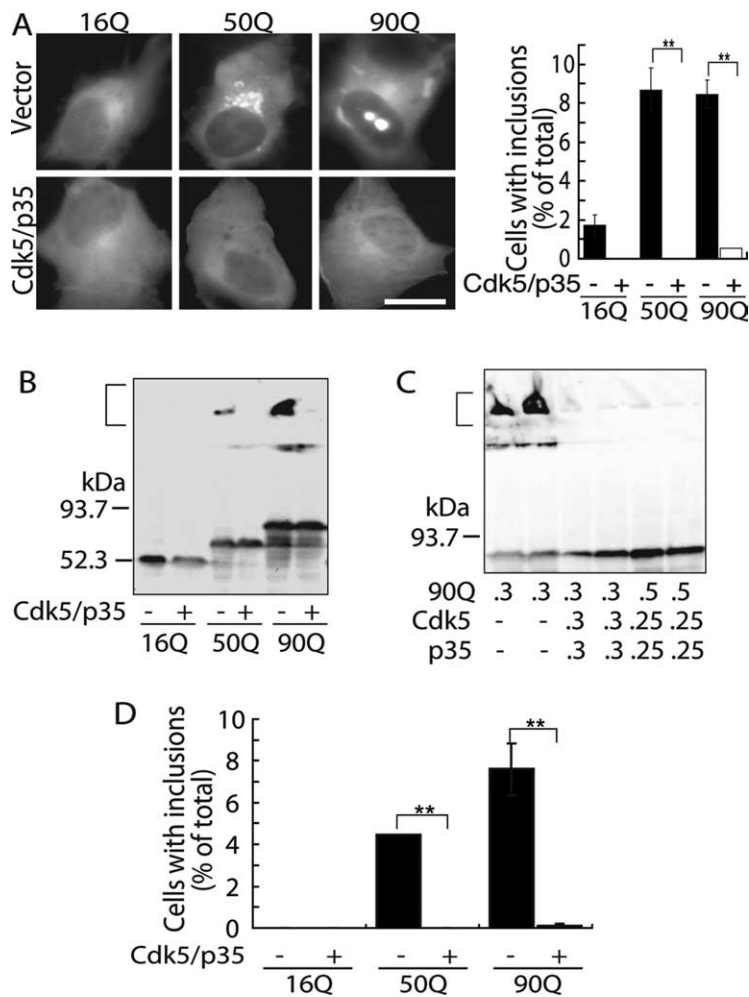 A
16Q 50Q 90Q
Vector
Cdk5/p35
Cells with inclusions
(% of total)
10
8
6
4
2
0
** **
Cdk5/p35 - + - + - +
16Q 50Q 90Q
B
kDa
93.7
52.3
Cdk5/p35 - + - + - +
16Q 50Q 90Q
C
kDa
93.7
90Q .3 .3 .3 .3 .5 .5
Cdk5 - - .3 .3 .25 .25
p35 - - .3 .3 .25 .25
D
Cells with inclusions
(% of total)
10
8
6
4
2
0
** **
Cdk5/p35 - + - + - +
16Q 50Q 90Q